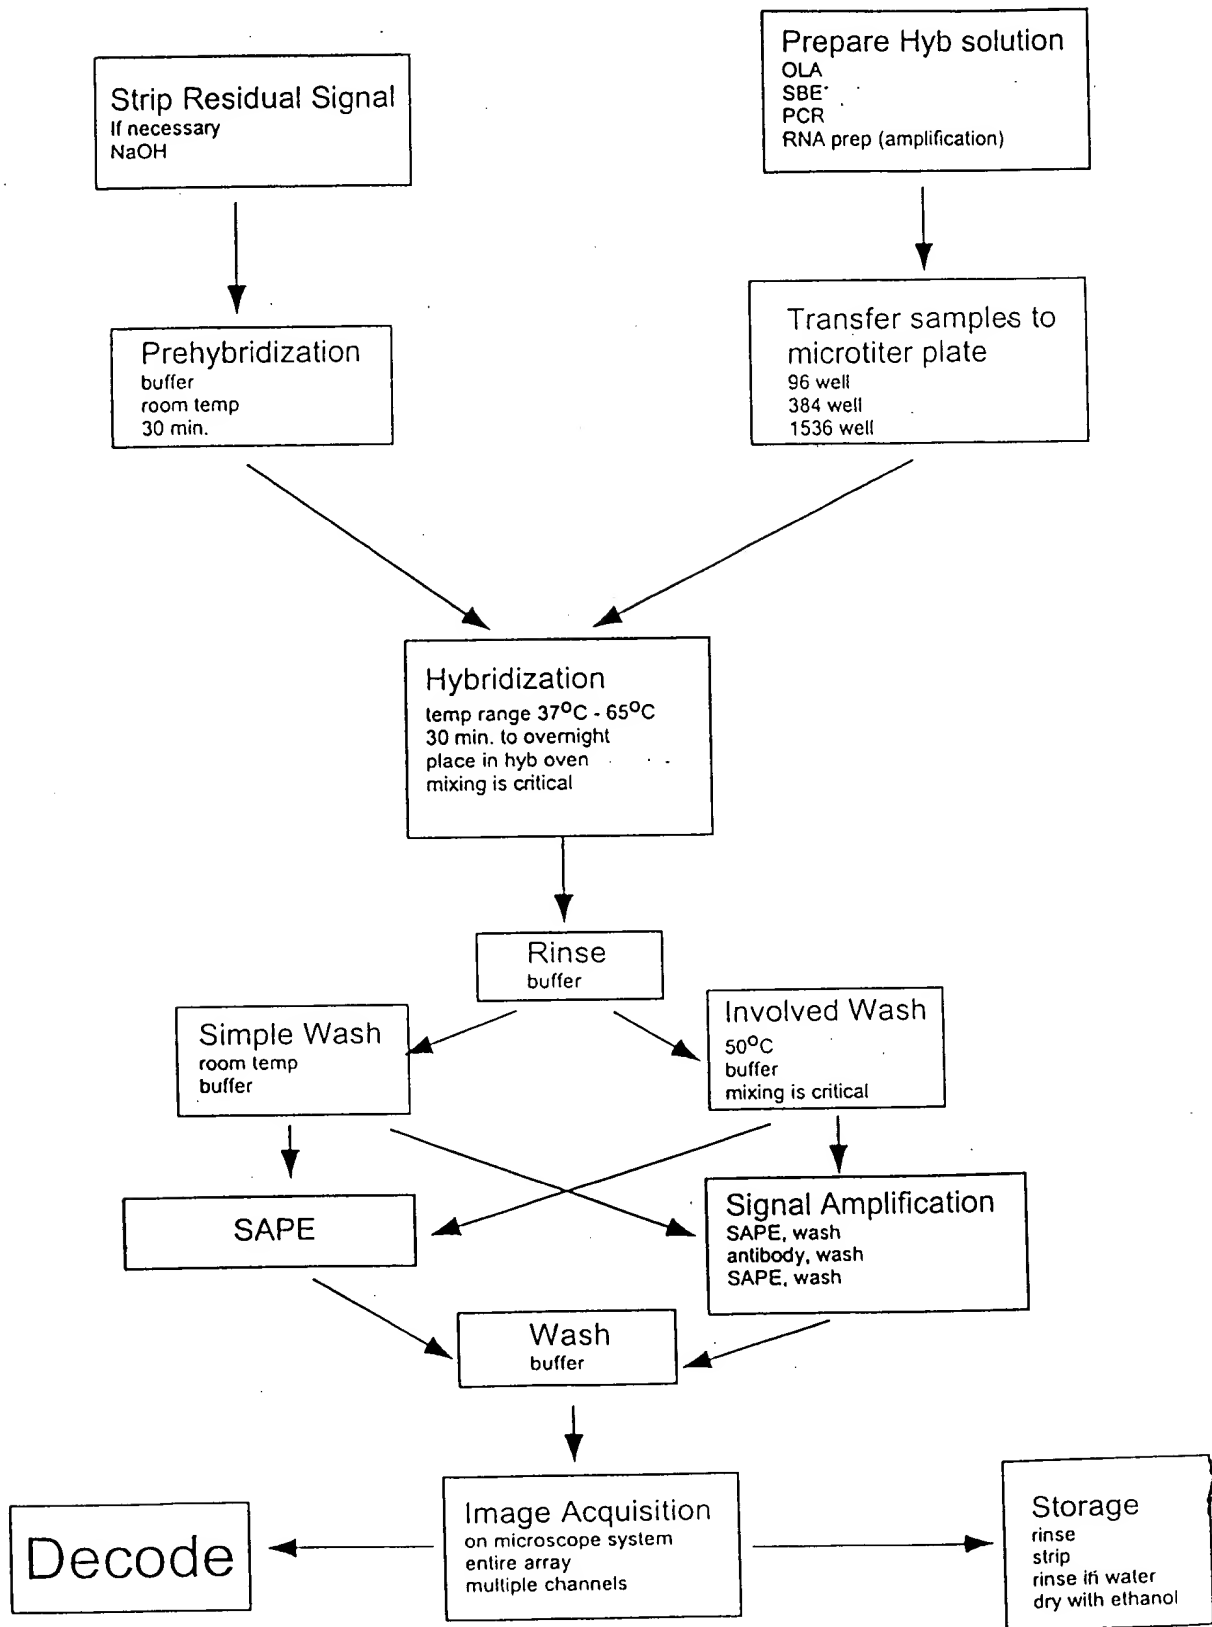 Strip Residual Signal
If necessary
NaOH
Prepare Hyb solution
OLA
SBE
PCR
RNA prep (amplification)
Prehybridization
buffer
room temp
30 min.
Transfer samples to
microtiter plate
96 well
384 well
1536 well
Hybridization
temp range 37°C - 65°C
30 min. to overnight
place in hyb oven
mixing is critical
Rinse
buffer
Simple Wash
room temp
buffer
Involved Wash
50°C
buffer
mixing is critical
SAPE
Signal Amplification
SAPE, wash
antibody, wash
SAPE, wash
Wash
buffer
Decode
Image Acquisition
on microscope system
entire array
multiple channels
Storage
rinse
strip
rinse in water
dry with ethanol